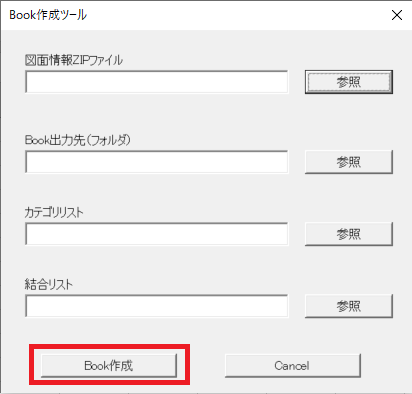 Book作成ツール
図面情報ZIPファイル
参照
Book出力先(フォルダ)
参照
カテゴリリスト
参照
結合リスト
参照
Book作成
Cancel